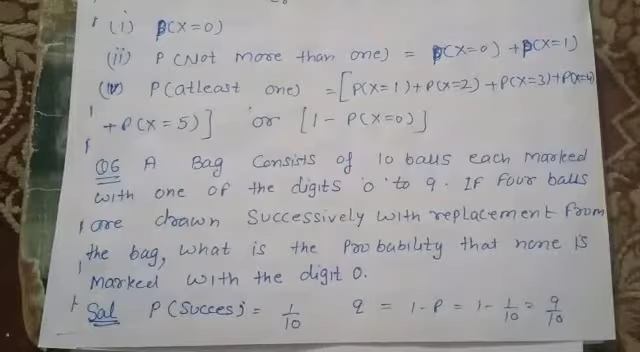 (i) P(X=0)
(ii) P(Not more than one) = P(X=0) + P(X=1)
(iv) P(atleast one) = [P(X=1) + P(X=2) + P(X=3) + P(X=4)
+ P(X=5)] or [1 - P(X=0)]
Q6 A Bag Consists of 10 balls each marked
with one of the digits 0 to 9. If four balls
are drawn Successively with replacement from
the bag, what is the Probability that none is
marked with the digit 0.
Sol P(Succes) = 1/10 q = 1-P = 1- 1/10 = 9/10